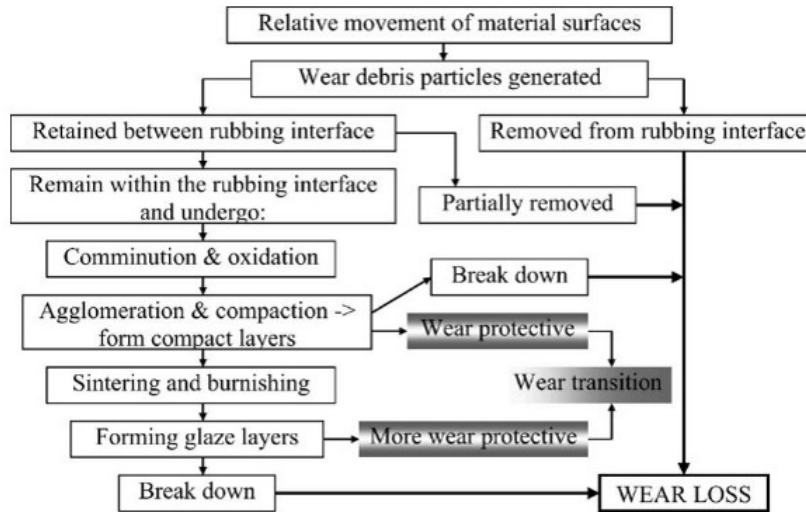 Relative movement of material surfaces
Wear debris particles generated
Retained between rubbing interface
Removed from rubbing interface
Remain within the rubbing interface
and undergo:
Partially removed
Comminution & oxidation
Break down
Agglomeration & compaction ->
form compact layers
Wear protective
Sintering and burnishing
Wear transition
Forming glaze layers
More wear protective
Break down
WEAR LOSS